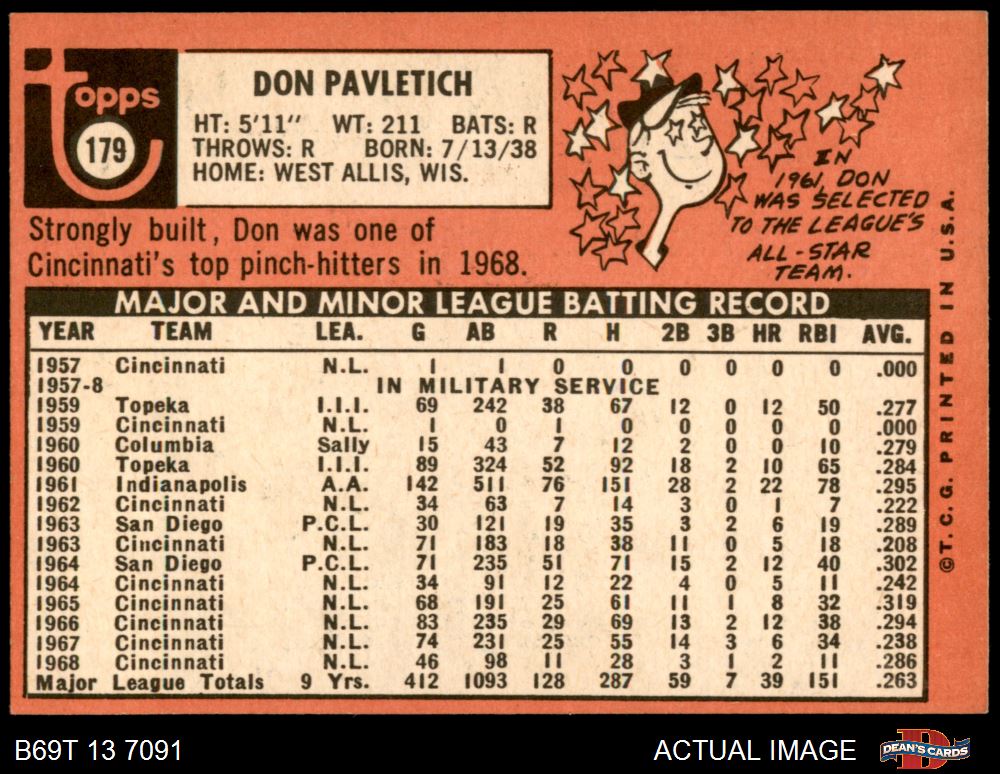 Topps
179
DON PAVLETICH
HT: 5'11" WT: 211 BATS: R
THROWS: R BORN: 7/13/38
HOME: WEST ALLIS, WIS.
Strongly built, Don was one of
Cincinnati's top pinch-hitters in 1968.
IN
1961, DON
WAS SELECTED
TO THE LEAGUE'S
ALL-STAR
TEAM.
MAJOR AND MINOR LEAGUE BATTING RECORD
YEAR TEAM LEA. G AB R H 2B 3B HR RBI AVG.
1957 Cincinnati N.L. 1 1 0 0 0 0 0 0 .000
1957-8 IN MILITARY SERVICE
1959 Topeka I.I.I. 69 242 38 67 12 0 12 50 .277
1959 Cincinnati N.L. 1 0 1 0 0 0 0 0 .000
1960 Columbia Sally 15 43 7 12 2 0 0 10 .279
1960 Topeka I.I.I. 89 324 52 92 18 2 10 65 .284
1961 Indianapolis A.A. 142 511 76 151 28 2 22 78 .295
1962 Cincinnati N.L. 34 63 7 14 3 0 1 7 .222
1963 San Diego P.C.L. 30 121 19 35 3 2 6 19 .289
1963 Cincinnati N.L. 71 183 18 38 11 0 5 18 .208
1964 San Diego P.C.L. 71 235 51 71 15 2 12 40 .302
1964 Cincinnati N.L. 34 91 12 22 4 0 5 11 .242
1965 Cincinnati N.L. 68 191 25 61 11 1 8 32 .319
1966 Cincinnati N.L. 83 235 29 69 13 2 12 38 .294
1967 Cincinnati N.L. 74 231 25 55 14 3 6 34 .238
1968 Cincinnati N.L. 46 98 11 28 3 1 2 11 .286
Major League Totals 9 Yrs. 412 1093 128 287 59 7 39 151 .263
©T.C.G. PRINTED IN U.S.A.
B69T 13 7091 ACTUAL IMAGE
DEAN'S CARDS